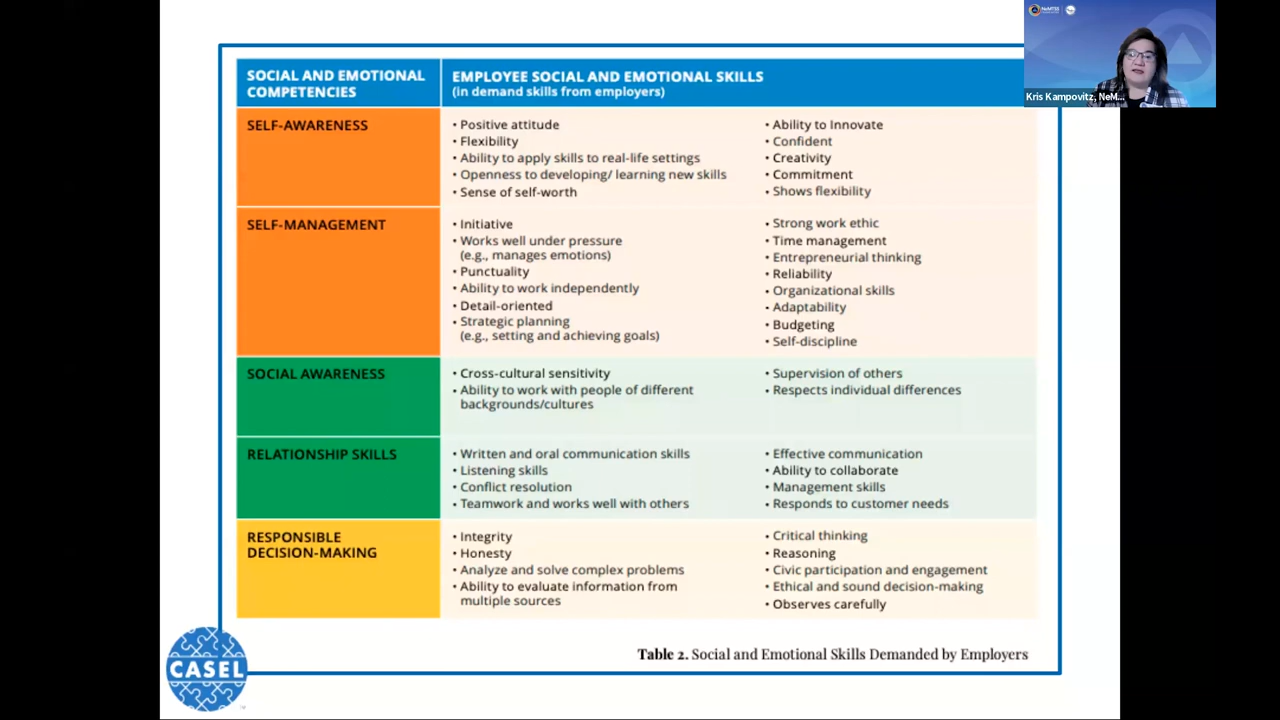 SOCIAL AND EMOTIONAL
COMPETENCIES
EMPLOYEE SOCIAL AND EMOTIONAL SKILLS
(in demand skills from employers)
SELF-AWARENESS
• Positive attitude
• Flexibility
• Ability to apply skills to real-life settings
• Openness to developing/ learning new skills
• Sense of self-worth
• Ability to Innovate
• Confident
• Creativity
• Commitment
• Shows flexibility
SELF-MANAGEMENT
• Initiative
• Works well under pressure
(e.g., manages emotions)
• Punctuality
• Ability to work independently
• Detail-oriented
• Strategic planning
(e.g., setting and achieving goals)
• Strong work ethic
• Time management
• Entrepreneurial thinking
• Reliability
• Organizational skills
• Adaptability
• Budgeting
• Self-discipline
SOCIAL AWARENESS
• Cross-cultural sensitivity
• Ability to work with people of different
backgrounds/cultures
• Supervision of others
• Respects individual differences
RELATIONSHIP SKILLS
• Written and oral communication skills
• Listening skills
• Conflict resolution
• Teamwork and works well with others
• Effective communication
• Ability to collaborate
• Management skills
• Responds to customer needs
RESPONSIBLE
DECISION-MAKING
• Integrity
• Honesty
• Analyze and solve complex problems
• Ability to evaluate information from
multiple sources
• Critical thinking
• Reasoning
• Civic participation and engagement
• Ethical and sound decision-making
• Observes carefully
Table 2. Social and Emotional Skills Demanded by Employers
CASEL
NeMTSS
Kris Kampovitz, NeM...